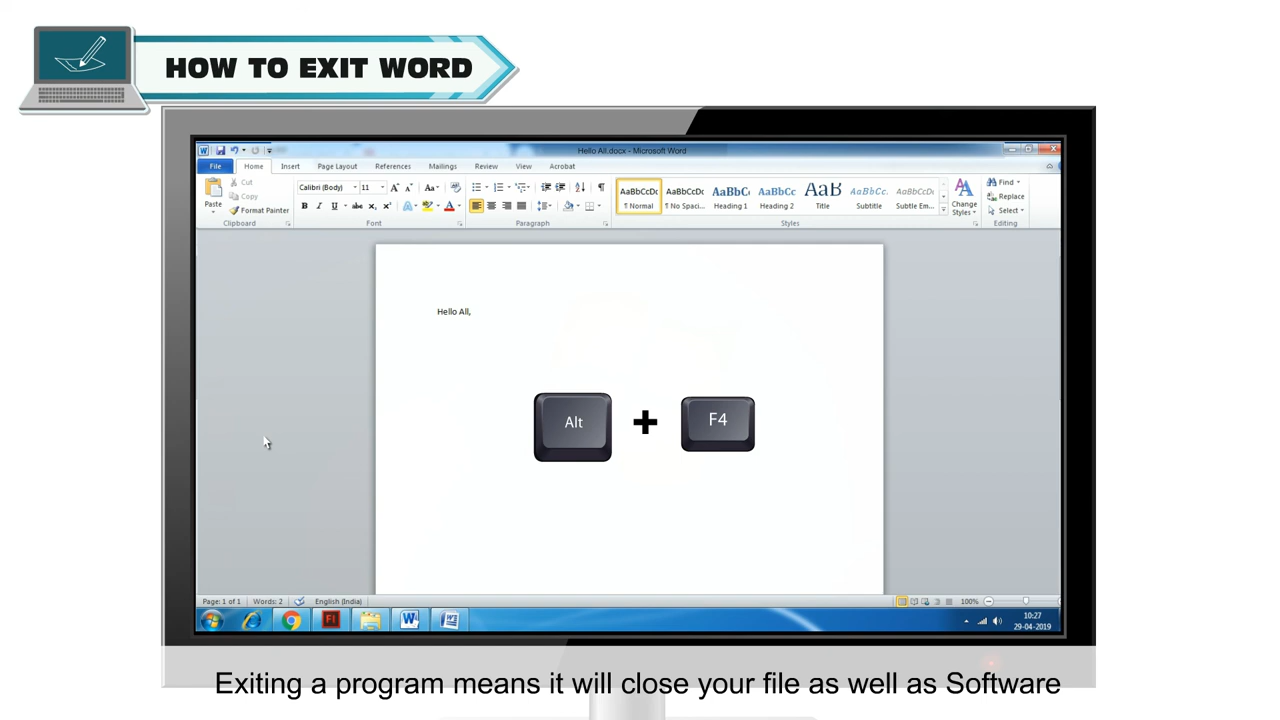 HOW TO EXIT WORD
Hello All.docx - Microsoft Word
File Home Insert Page Layout References Mailings Review View Acrobat
Cut
Copy
Format Painter
Paste
Calibri (Body) 11
AaBbCcDc AaBbCcDc AaBbC AaBbCc AaB AaBbCc. AaBbCcDc
¶ Normal ¶ No Spaci... Heading 1 Heading 2 Title Subtitle Subtle Em...
Change
Styles
Find
Replace
Select
Clipboard Font Paragraph Styles Editing
Hello All,
Alt + F4
Page: 1 of 1 Words: 2 English (India) 100%
10:27
29-04-2019
Exiting a program means it will close your file as well as Software